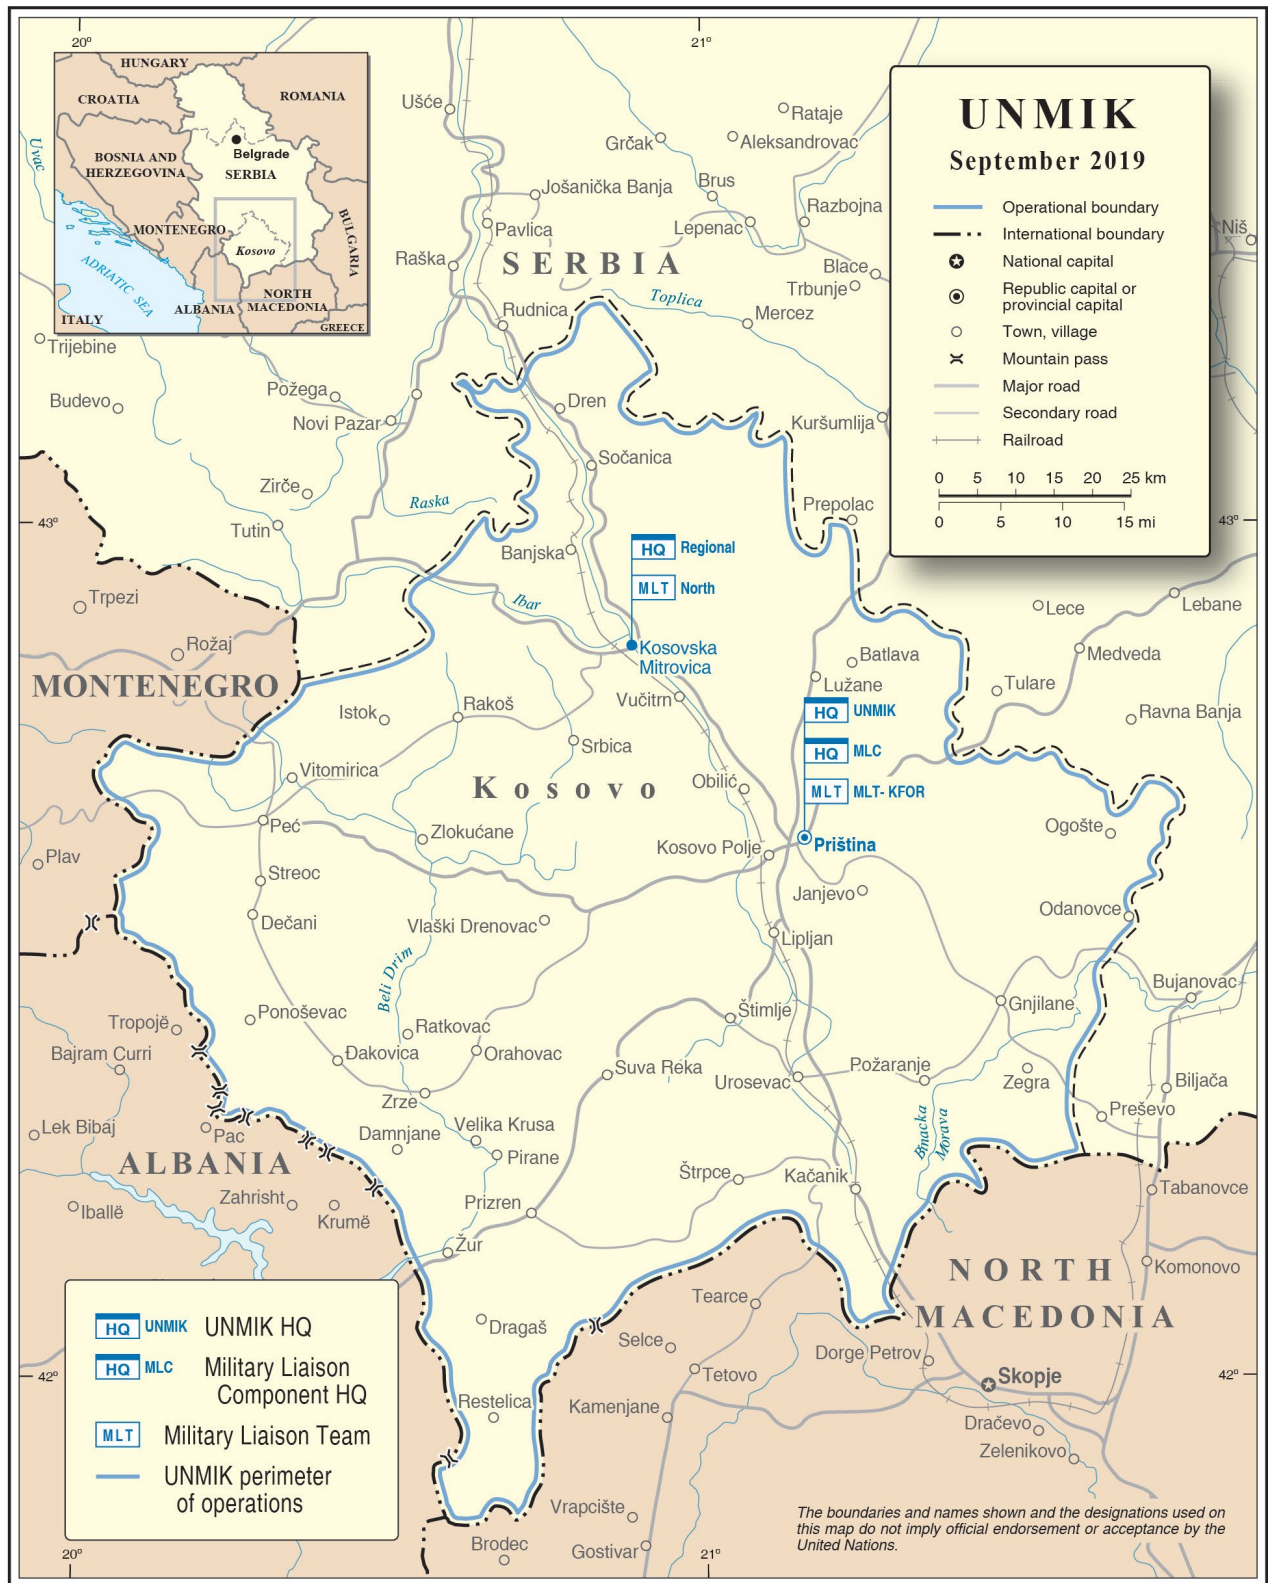 20°
21°
HUNGARY
CROATIA
ROMANIA
BOSNIA AND
HERZEGOVINA
Belgrade
SERBIA
MONTENEGRO
BULGARIA
Kosovo
ADRIATIC SEA
ALBANIA
NORTH
MACEDONIA
ITALY
GREECE
UNMIK
September 2019
Operational boundary
International boundary
National capital
Republic capital or
provincial capital
Town, village
Mountain pass
Major road
Secondary road
Railroad
0 5 10 15 20 25 km
0 5 10 15 mi
Uvac
Ušće
Rataje
Grčak
Aleksandrovac
Jošanička Banja
Brus
Razbojna
Pavlica
Lepenac
Niš
Raška
SERBIA
Blace
Trbunje
Toplica
Rudnica
Mercez
Trijebine
Požega
Budevo
Dren
Novi Pazar
Kuršumlija
Sočanica
Zirče
Raska
Prepolac
43°
43°
Tutin
Banjska
HQ Regional
MLT North
Trpezi
Ibar
Lece
Lebane
Rožaj
Kosovska
Mitrovica
Batlava
Medveda
MONTENEGRO
Lužane
Tulare
Vučitrn
Istok
Rakoš
HQ UNMIK
Ravna Banja
Srbica
HQ MLC
Vitomirica
Kosovo
Obilić
MLT MLT- KFOR
Peć
Zlokućane
Ogošte
Plav
Kosovo Polje
Priština
Streoc
Janjevo
Dečani
Vlaški Drenovac
Odanovce
Lipljan
Beli Drim
Bujanovac
Ponoševac
Štimlje
Gnjilane
Tropojë
Ratkovac
Bajram Curri
Đakovica
Orahovac
Suva Reka
Požaranje
Urosevac
Zegra
Biljača
Zrze
Preševo
Lek Bibaj
Pac
Damnjane
Velika Krusa
Binacka
Morava
ALBANIA
Pirane
Štrpce
Kačanik
Tabanovce
Zahrisht
Prizren
Iballë
Krumë
Žur
NORTH
MACEDONIA
Komonovo
Tearce
Dragaš
Selce
Dorge Petrov
42°
42°
Tetovo
Skopje
Restelica
Kamenjane
Dračevo
Zelenikovo
Vrapcište
Brodec
Gostivar
HQ UNMIK UNMIK HQ
HQ MLC Military Liaison
Component HQ
MLT Military Liaison Team
UNMIK perimeter
of operations
The boundaries and names shown and the designations used on
this map do not imply official endorsement or acceptance by the
United Nations.
20°
21°